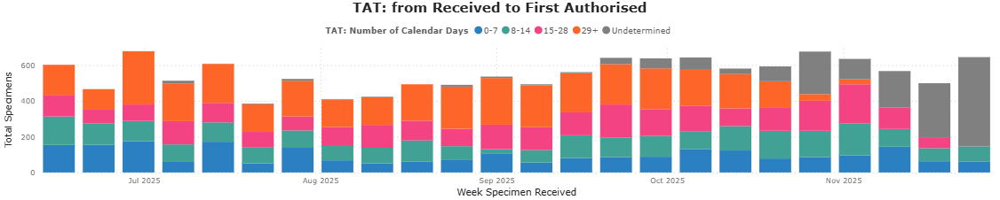 TAT: from Received to First Authorised
TAT: Number of Calendar Days 0-7 8-14 15-28 29+ Undetermined
Total Specimens
600
400
200
0
Jul 2025 Aug 2025 Sep 2025 Oct 2025 Nov 2025
Week Specimen Received